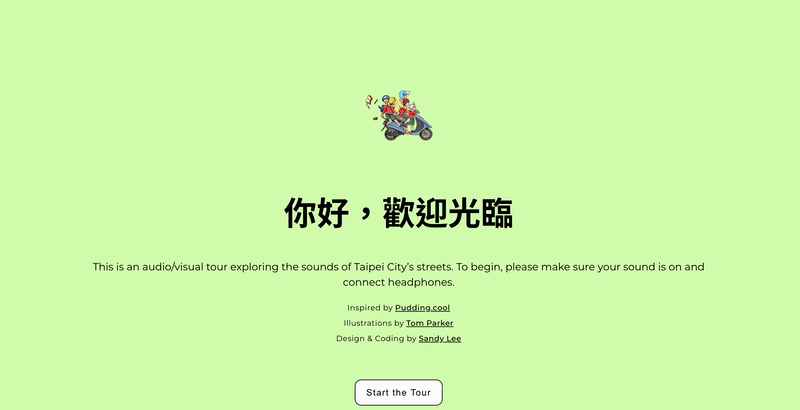 你好，歡迎光臨
This is an audio/visual tour exploring the sounds of Taipei City's streets. To begin, please make sure your sound is on and
connect headphones.
Inspired by Pudding.cool
Illustrations by Tom Parker
Design & Coding by Sandy Lee
Start the Tour